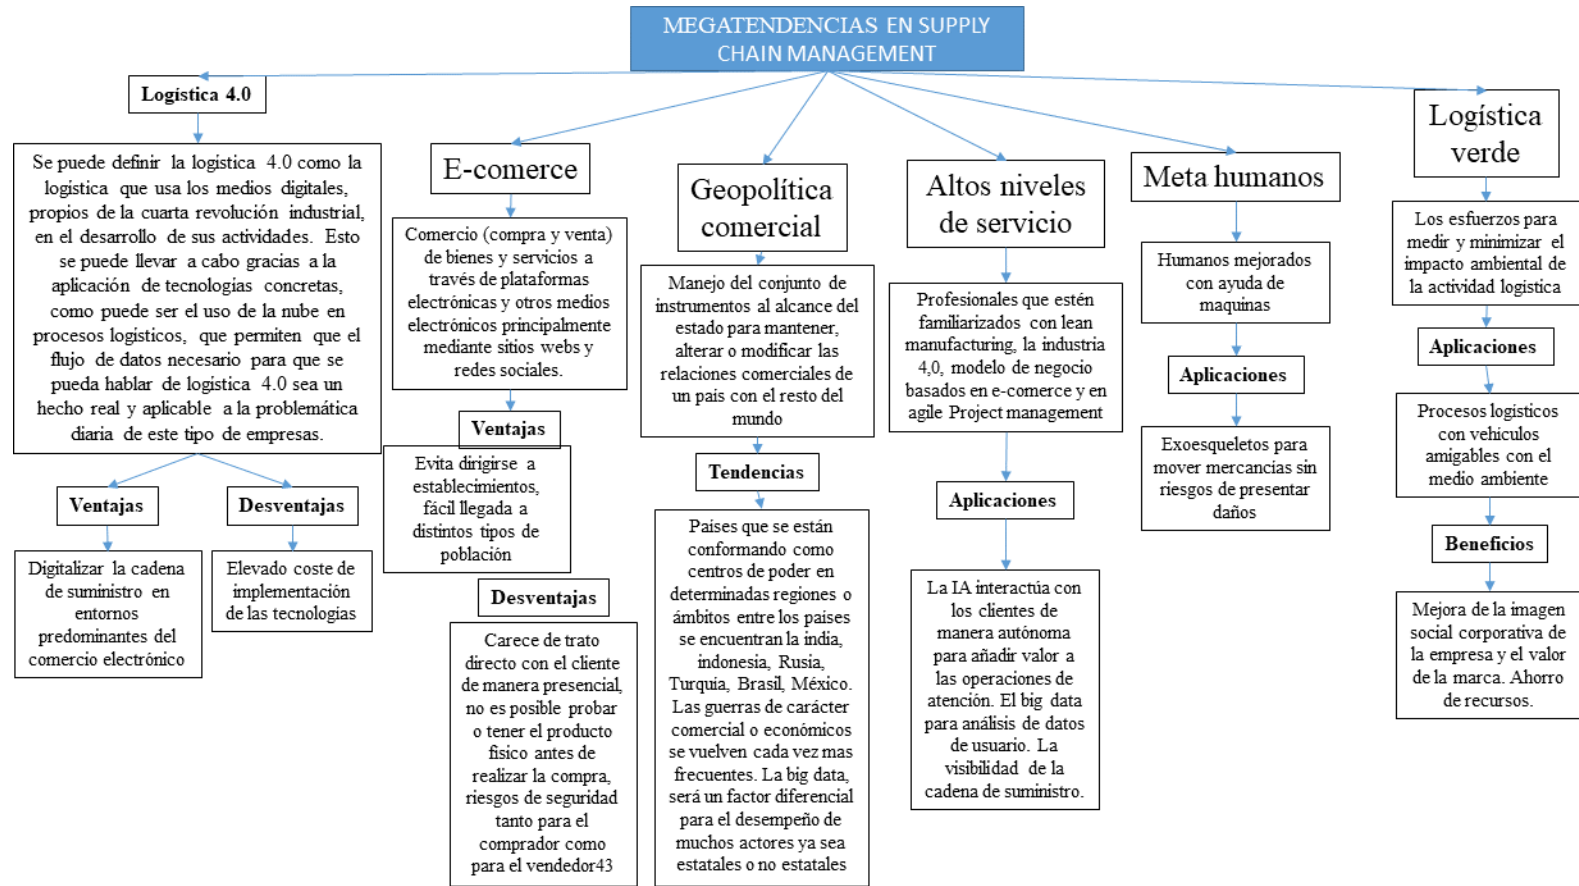 MEGATENDENCIAS EN SUPPLY
CHAIN MANAGEMENT
Logística 4.0
Se puede definir la logistica 4.0 como la
logistica que usa los medios digitales,
propios de la cuarta revolución industrial,
en el desarrollo de sus actividades. Esto
se puede llevar a cabo gracias a la
aplicación de tecnologias concretas,
como puede ser el uso de la nube en
procesos logisticos, que permiten que el
flujo de datos necesario para que se
pueda hablar de logistica 4.0 sea un
hecho real y aplicable a la problemática
diaria de este tipo de empresas.
Ventajas
Digitalizar la cadena
de suministro en
entornos
predominantes del
comercio electrónico
Desventajas
Elevado coste de
implementación
de las tecnologias
E-comerce
Comercio (compra y venta)
de bienes y servicios a
través de plataformas
electrónicas y otros medios
electrónicos principalmente
mediante sitios webs y
redes sociales.
Ventajas
Evita dirigirse a
establecimientos,
fácil llegada a
distintos tipos de
población
Desventajas
Carece de trato
directo con el cliente
de manera presencial,
no es posible probar
o tener el producto
fisico antes de
realizar la compra,
riesgos de seguridad
tanto para el
comprador como
para el vendedor43
Geopolítica
comercial
Manejo del conjunto de
instrumentos al alcance del
estado para mantener,
alterar o modificar las
relaciones comerciales de
un pais con el resto del
mundo
Tendencias
Países que se están
conformando como
centros de poder en
determinadas regiones o
ámbitos entre los países
se encuentran la india,
indonesia, Rusia,
Turquia, Brasil, México.
Las guerras de carácter
comercial o económicos
se vuelven cada vez mas
frecuentes. La big data,
será un factor diferencial
para el desempeño de
muchos actores ya sea
estatales o no estatales
Altos niveles
de servicio
Profesionales que estén
familiarizados con lean
manufacturing, la industria
4,0, modelo de negocio
basados en e-comerce y en
agile Project management
Aplicaciones
La IA interactúa con
los clientes de
manera autónoma
para añadir valor a
las operaciones de
atención. El big data
para análisis de datos
de usuario. La
visibilidad de la
cadena de suministro.
Meta humanos
Humanos mejorados
con ayuda de
maquinas
Aplicaciones
Exoesqueletos para
mover mercancias sin
riesgos de presentar
daños
Logística
verde
Los esfuerzos para
medir y minimizar el
impacto ambiental de
la actividad logistica
Aplicaciones
Procesos logísticos
con vehiculos
amigables con el
medio ambiente
Beneficios
Mejora de la imagen
social corporativa de
la empresa y el valor
de la marca. Ahorro
de recursos.